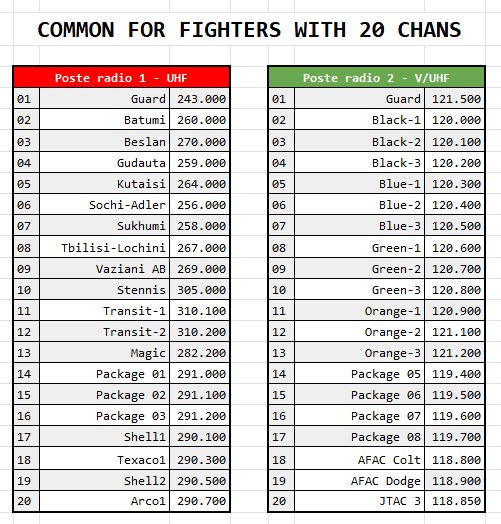 COMMON FOR FIGHTERS WITH 20 CHANS
Poste radio 1 - UHF
01 Guard 243.000
02 Batumi 260.000
03 Beslan 270.000
04 Gudauta 259.000
05 Kutaisi 264.000
06 Sochi-Adler 256.000
07 Sukhumi 258.000
08 Tbilisi-Lochini 267.000
09 Vaziani AB 269.000
10 Stennis 305.000
11 Transit-1 310.100
12 Transit-2 310.200
13 Magic 282.200
14 Package 01 291.000
15 Package 02 291.100
16 Package 03 291.200
17 Shell1 290.100
18 Texaco1 290.300
19 Shell2 290.500
20 Arco1 290.700
Poste radio 2 - V/UHF
01 Guard 121.500
02 Black-1 120.000
03 Black-2 120.100
04 Black-3 120.200
05 Blue-1 120.300
06 Blue-2 120.400
07 Blue-3 120.500
08 Green-1 120.600
09 Green-2 120.700
10 Green-3 120.800
11 Orange-1 120.900
12 Orange-2 121.100
13 Orange-3 121.200
14 Package 05 119.400
15 Package 06 119.500
16 Package 07 119.600
17 Package 08 119.700
18 AFAC Colt 118.800
19 AFAC Dodge 118.900
20 JTAC 3 118.850